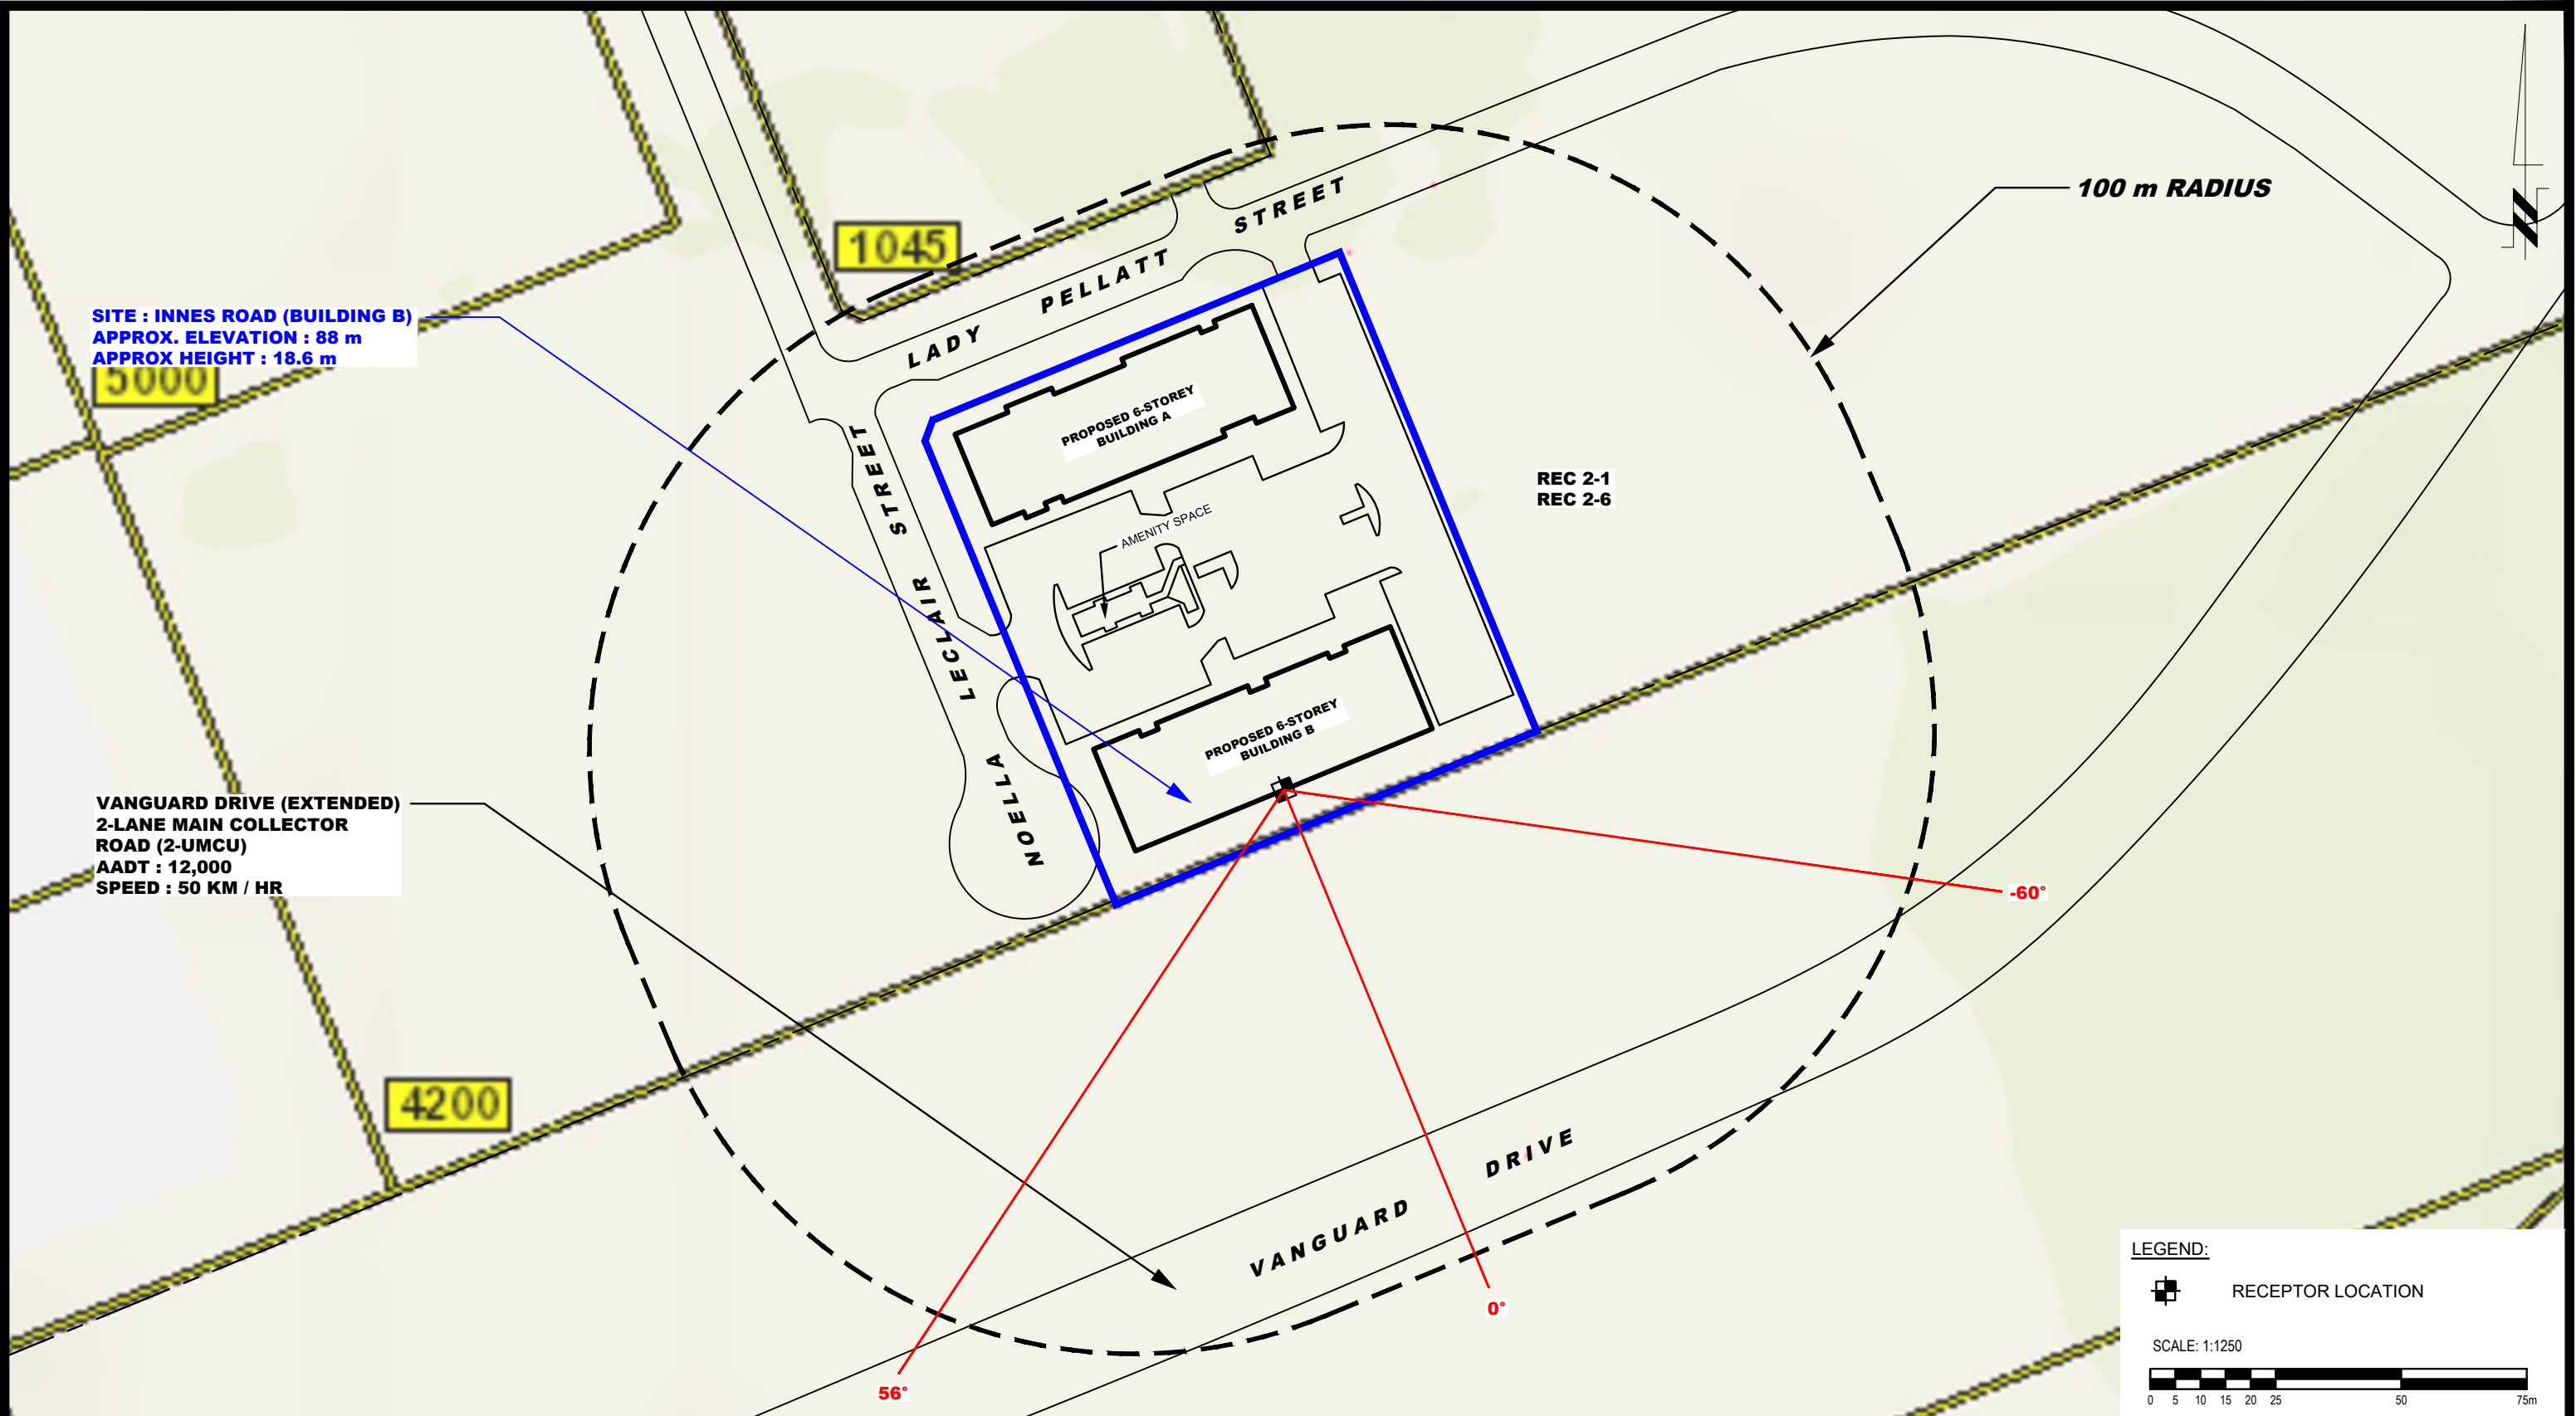 1045
100 m RADIUS
LADY PELLATT STREET
SITE : INNES ROAD (BUILDING B)
APPROX. ELEVATION : 88 m
APPROX HEIGHT : 18.6 m
5000
PROPOSED 6-STOREY
BUILDING A
REC 2-1
REC 2-6
AMENITY SPACE
NOELLA LECLAIR STREET
PROPOSED 6-STOREY
BUILDING B
VANGUARD DRIVE (EXTENDED)
2-LANE MAIN COLLECTOR
ROAD (2-UMCU)
AADT : 12,000
SPEED : 50 KM / HR
-60°
4200
VANGUARD DRIVE
0°
56°
LEGEND:
RECEPTOR LOCATION
SCALE: 1:1250
0 5 10 15 20 25 50 75m